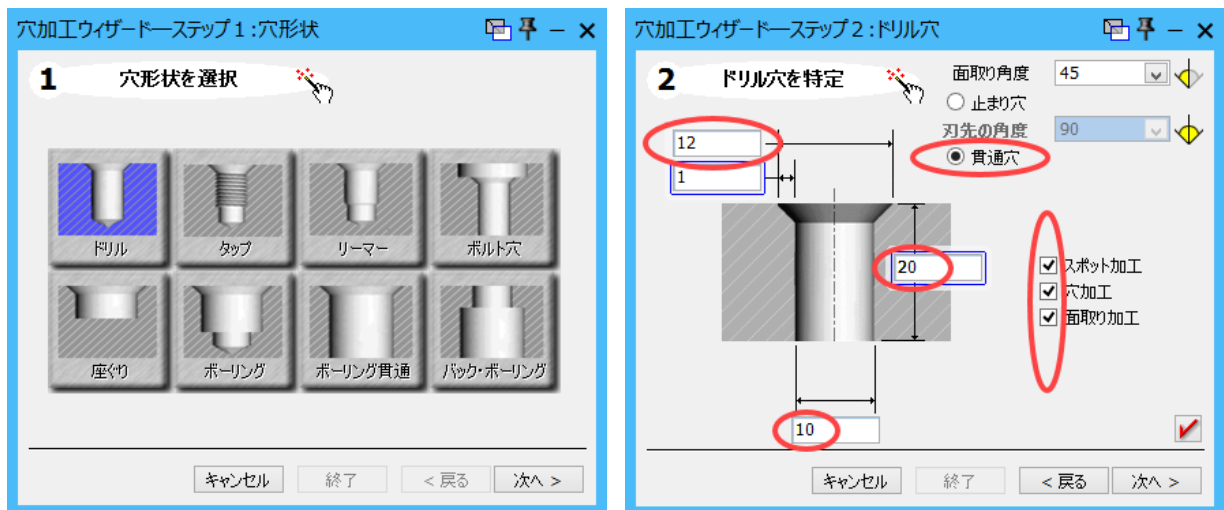 穴加工ウィザード―ステップ1:穴形状
1 穴形状を選択
ドリル タップ リーマー ボルト穴
座ぐり ボーリング ボーリング貫通 バック・ボーリング
キャンセル 終了 < 戻る 次へ >
穴加工ウィザード―ステップ2:ドリル穴
2 ドリル穴を特定
面取り角度 45
止まり穴
刃先の角度 90
貫通穴
12
1
20
スポット加工
穴加工
面取り加工
10
キャンセル 終了 < 戻る 次へ >